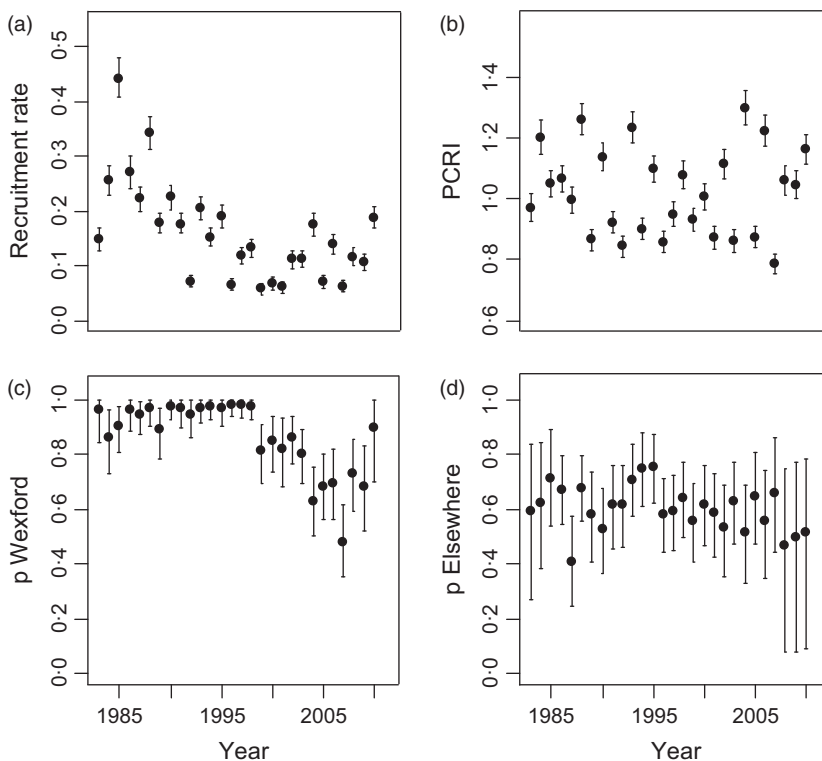 (a)
Recruitment rate
0·0 0·1 0·2 0·3 0·4 0·5
(b)
PCRI
0·6 0·8 1·0 1·2 1·4
(c)
p Wexford
0·0 0·2 0·4 0·6 0·8 1·0
1985 1995 2005
Year
(d)
p Elsewhere
0·0 0·2 0·4 0·6 0·8 1·0
1985 1995 2005
Year